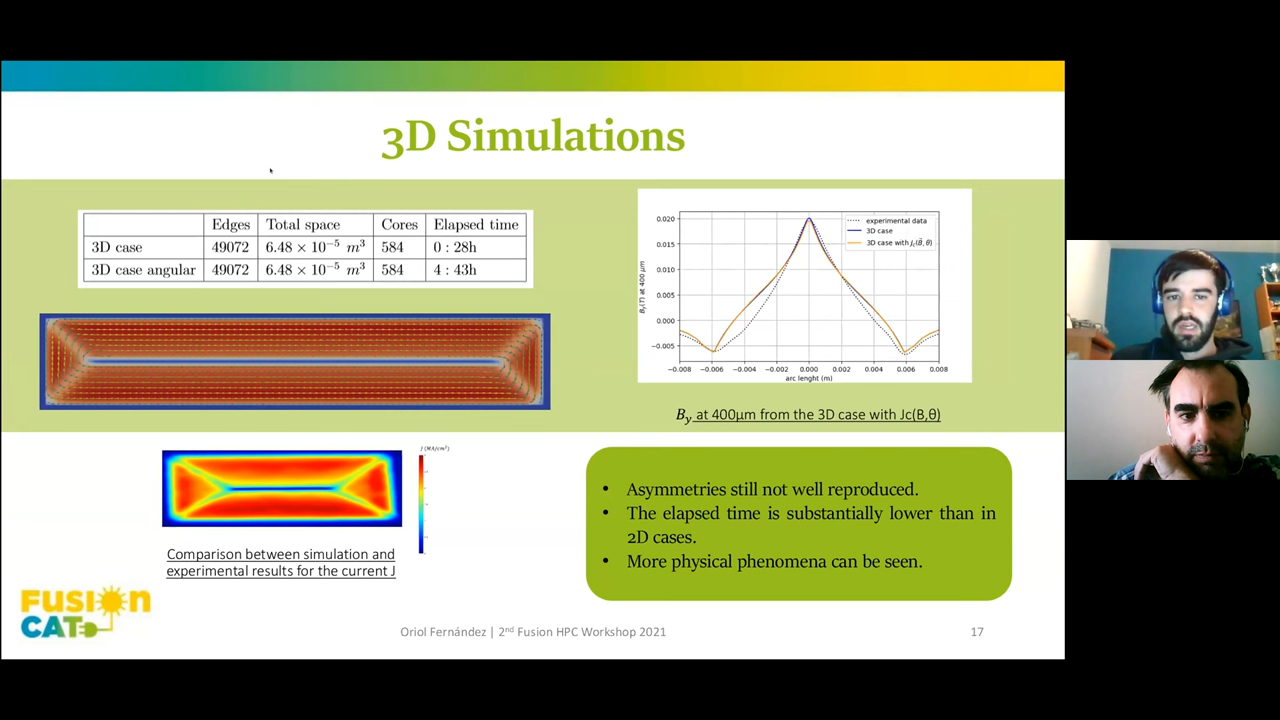 3D Simulations
Edges Total space Cores Elapsed time
3D case 49072 6.48 × 10⁻⁵ m³ 584 0 : 28h
3D case angular 49072 6.48 × 10⁻⁵ m³ 584 4 : 43h
experimental data
3D case
3D case with Jc(B,θ)
0.020
0.015
0.010
0.005
0.000
−0.005
By(T) at 400 μm
−0.008 −0.006 −0.004 −0.002 0.000 0.002 0.004 0.006 0.008
arc lenght (m)
By at 400μm from the 3D case with Jc(B,θ)
J (MA/cm²)
Comparison between simulation and
experimental results for the current J
• Asymmetries still not well reproduced.
• The elapsed time is substantially lower than in
2D cases.
• More physical phenomena can be seen.
FUSION
CAT
Oriol Fernández | 2nd Fusion HPC Workshop 2021
17